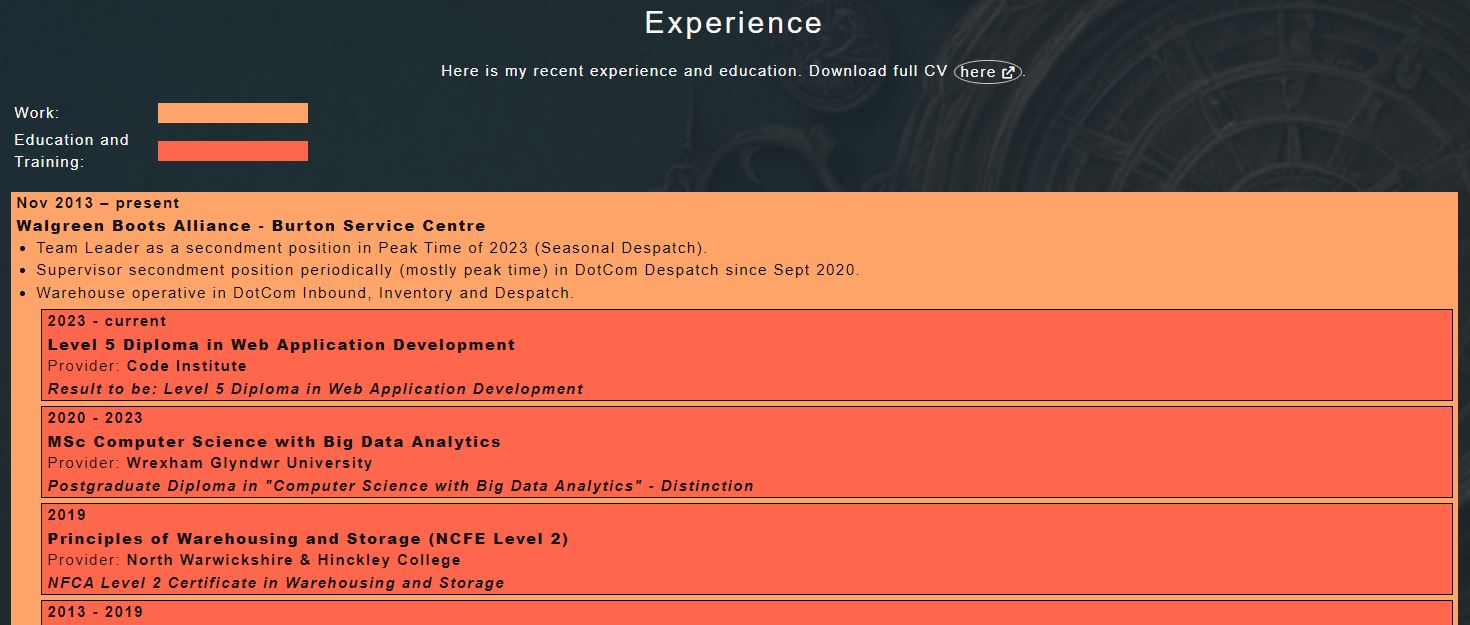 Experience
Here is my recent experience and education. Download full CV here.
Work:
Education and
Training:
Nov 2013 – present
Walgreen Boots Alliance - Burton Service Centre
• Team Leader as a secondment position in Peak Time of 2023 (Seasonal Despatch).
• Supervisor secondment position periodically (mostly peak time) in DotCom Despatch since Sept 2020.
• Warehouse operative in DotCom Inbound, Inventory and Despatch.
2023 - current
Level 5 Diploma in Web Application Development
Provider: Code Institute
Result to be: Level 5 Diploma in Web Application Development
2020 - 2023
MSc Computer Science with Big Data Analytics
Provider: Wrexham Glyndwr University
Postgraduate Diploma in "Computer Science with Big Data Analytics" - Distinction
2019
Principles of Warehousing and Storage (NCFE Level 2)
Provider: North Warwickshire & Hinckley College
NFCA Level 2 Certificate in Warehousing and Storage
2013 - 2019